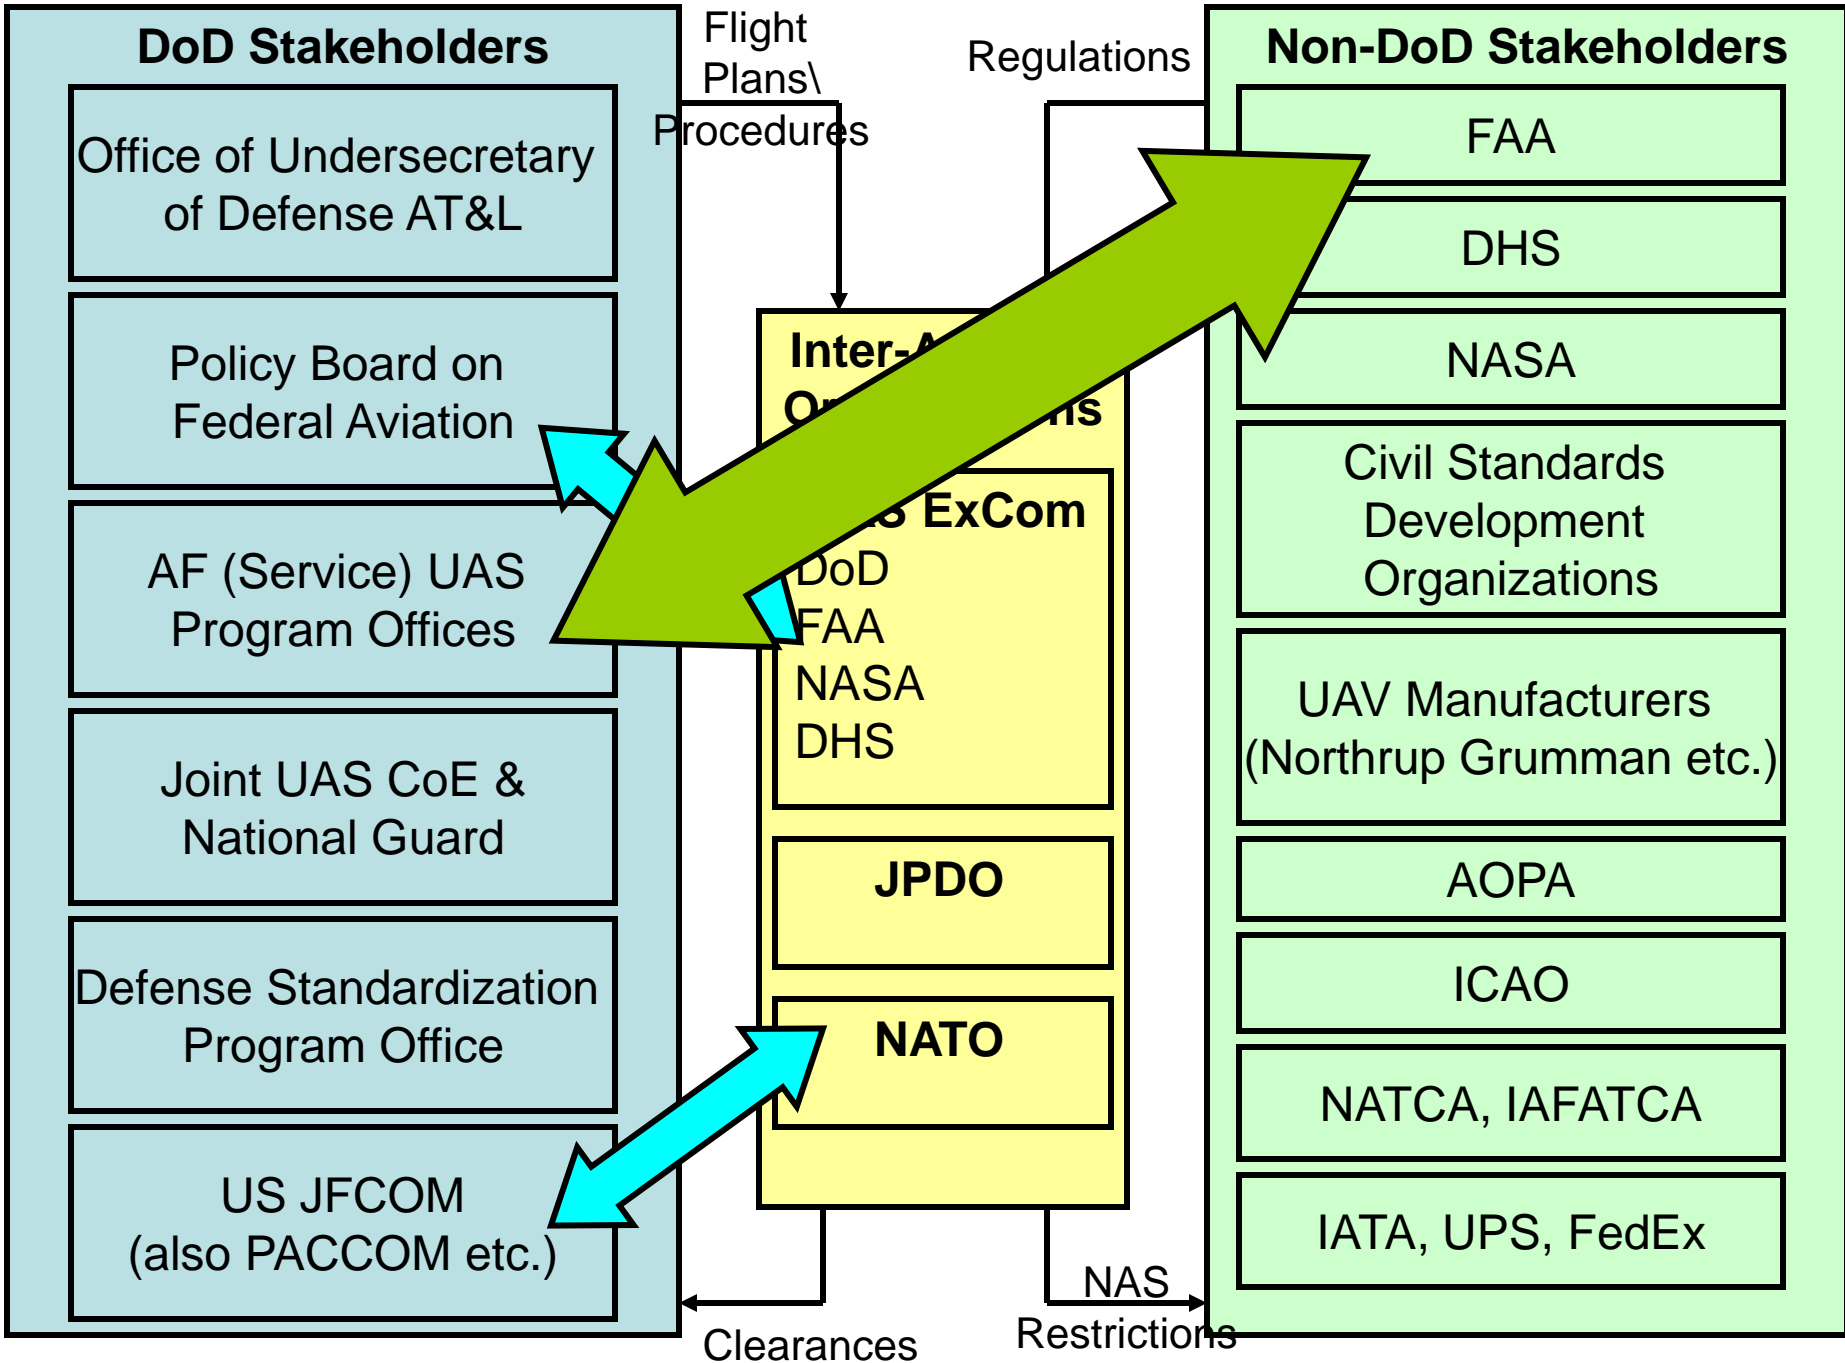 DoD Stakeholders
Office of Undersecretary
of Defense AT&L
Policy Board on
Federal Aviation
AF (Service) UAS
Program Offices
Joint UAS CoE &
National Guard
Defense Standardization
Program Office
US JFCOM
(also PACCOM etc.)
Flight
Plans\
Procedures
Regulations
Inter-
ExCom
DoD
FAA
NASA
DHS
JPDO
NATO
Clearances
NAS
Restrictions
Non-DoD Stakeholders
FAA
DHS
NASA
Civil Standards
Development
Organizations
UAV Manufacturers
(Northrup Grumman etc.)
AOPA
ICAO
NATCA, IAFATCA
IATA, UPS, FedEx